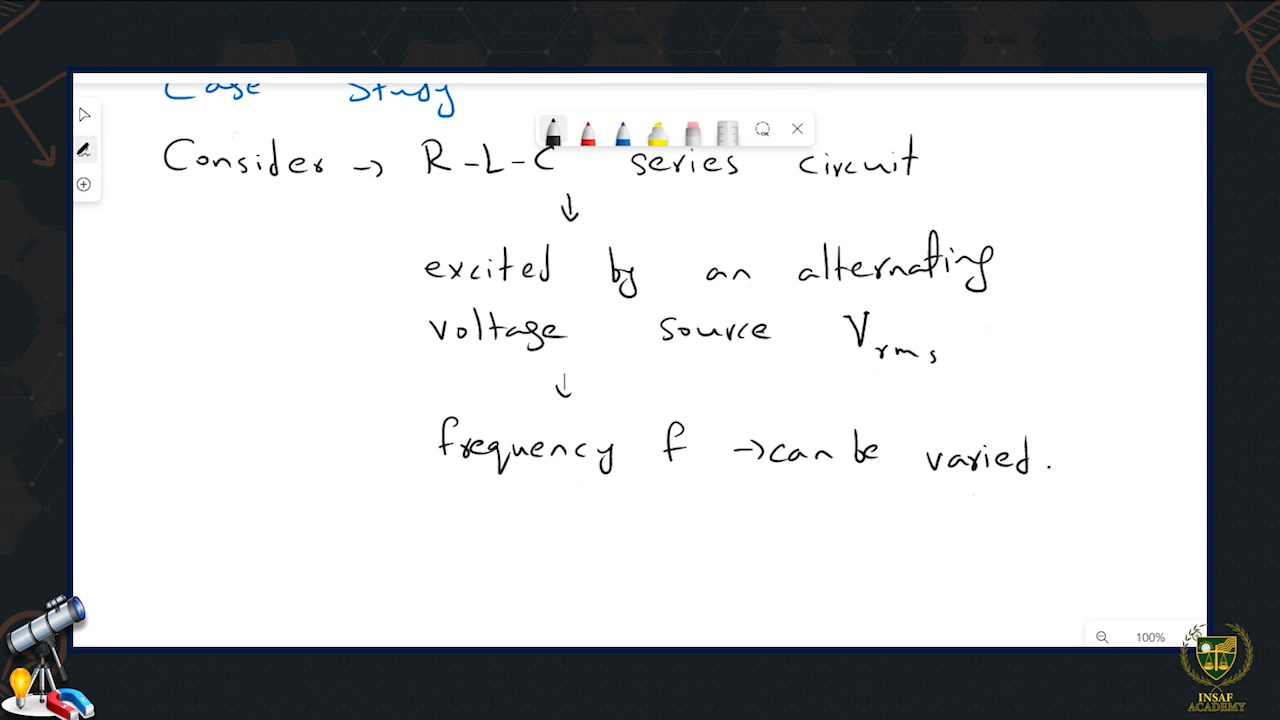 Case Study
Consider → R-L-C series circuit
↓
excited by an alternating
voltage source Vrms
↓
frequency f → can be varied.
100%
INSAF
ACADEMY